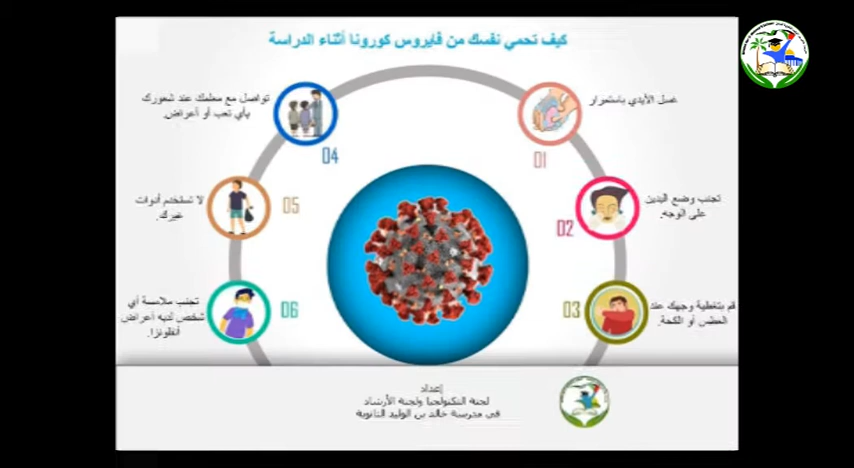 كيف تحمي نفسك من فايروس كورونا أثناء الدراسة
غسل الأيدي باستمرار
01
تجنب وضع اليدين
على الوجه.
02
قم بتغطية وجهك عند
العطس أو الكحة.
03
تواصل مع معلمك عند شعورك
بأي تعب أو أعراض.
04
لا تستخدم أدوات
غيرك.
05
تجنب ملامسة أي
شخص لديه أعراض
أنفلونزا.
06
إعداد
لجنة التكنولجيا ولجنة الأرشاد
في مدرسة خالد بن الوليد الثانوية